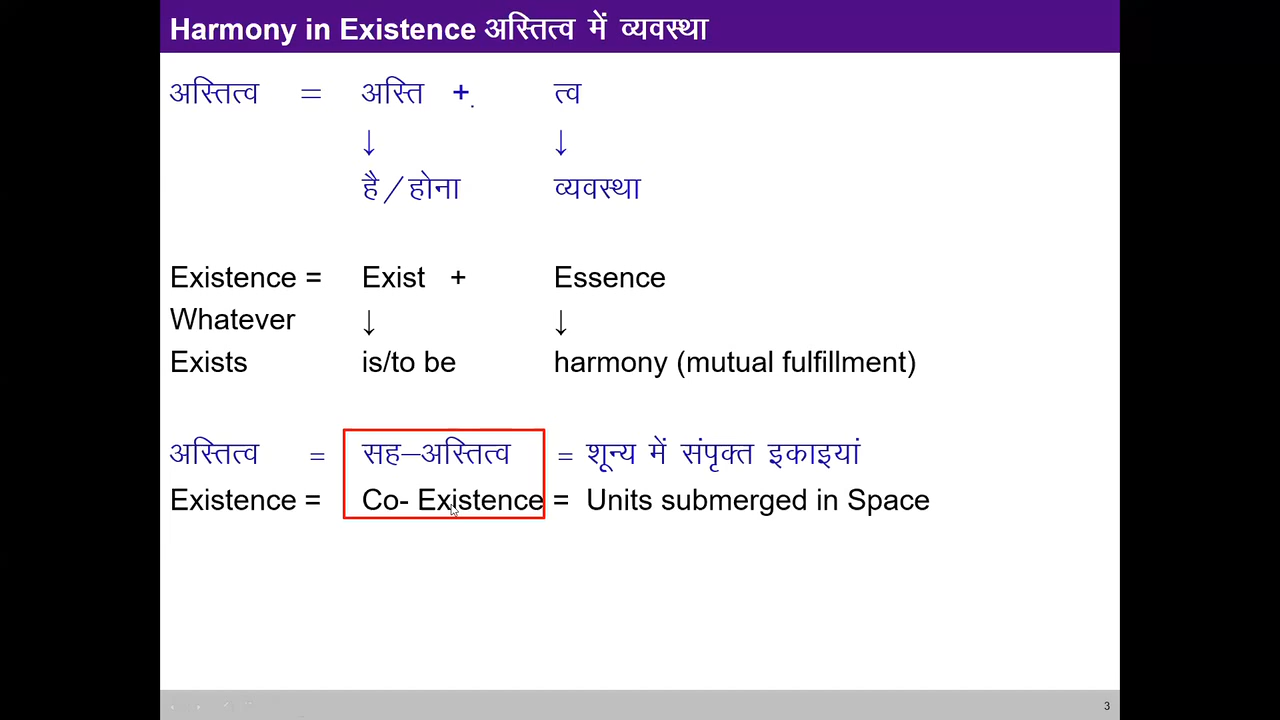 Harmony in Existence अस्तित्व में व्यवस्था
अस्तित्व = अस्ति + त्व
↓ ↓
है/होना व्यवस्था
Existence = Exist + Essence
Whatever ↓ ↓
Exists is/to be harmony (mutual fulfillment)
अस्तित्व = सह–अस्तित्व = शून्य में संपृक्त इकाइयां
Existence = Co- Existence = Units submerged in Space
3